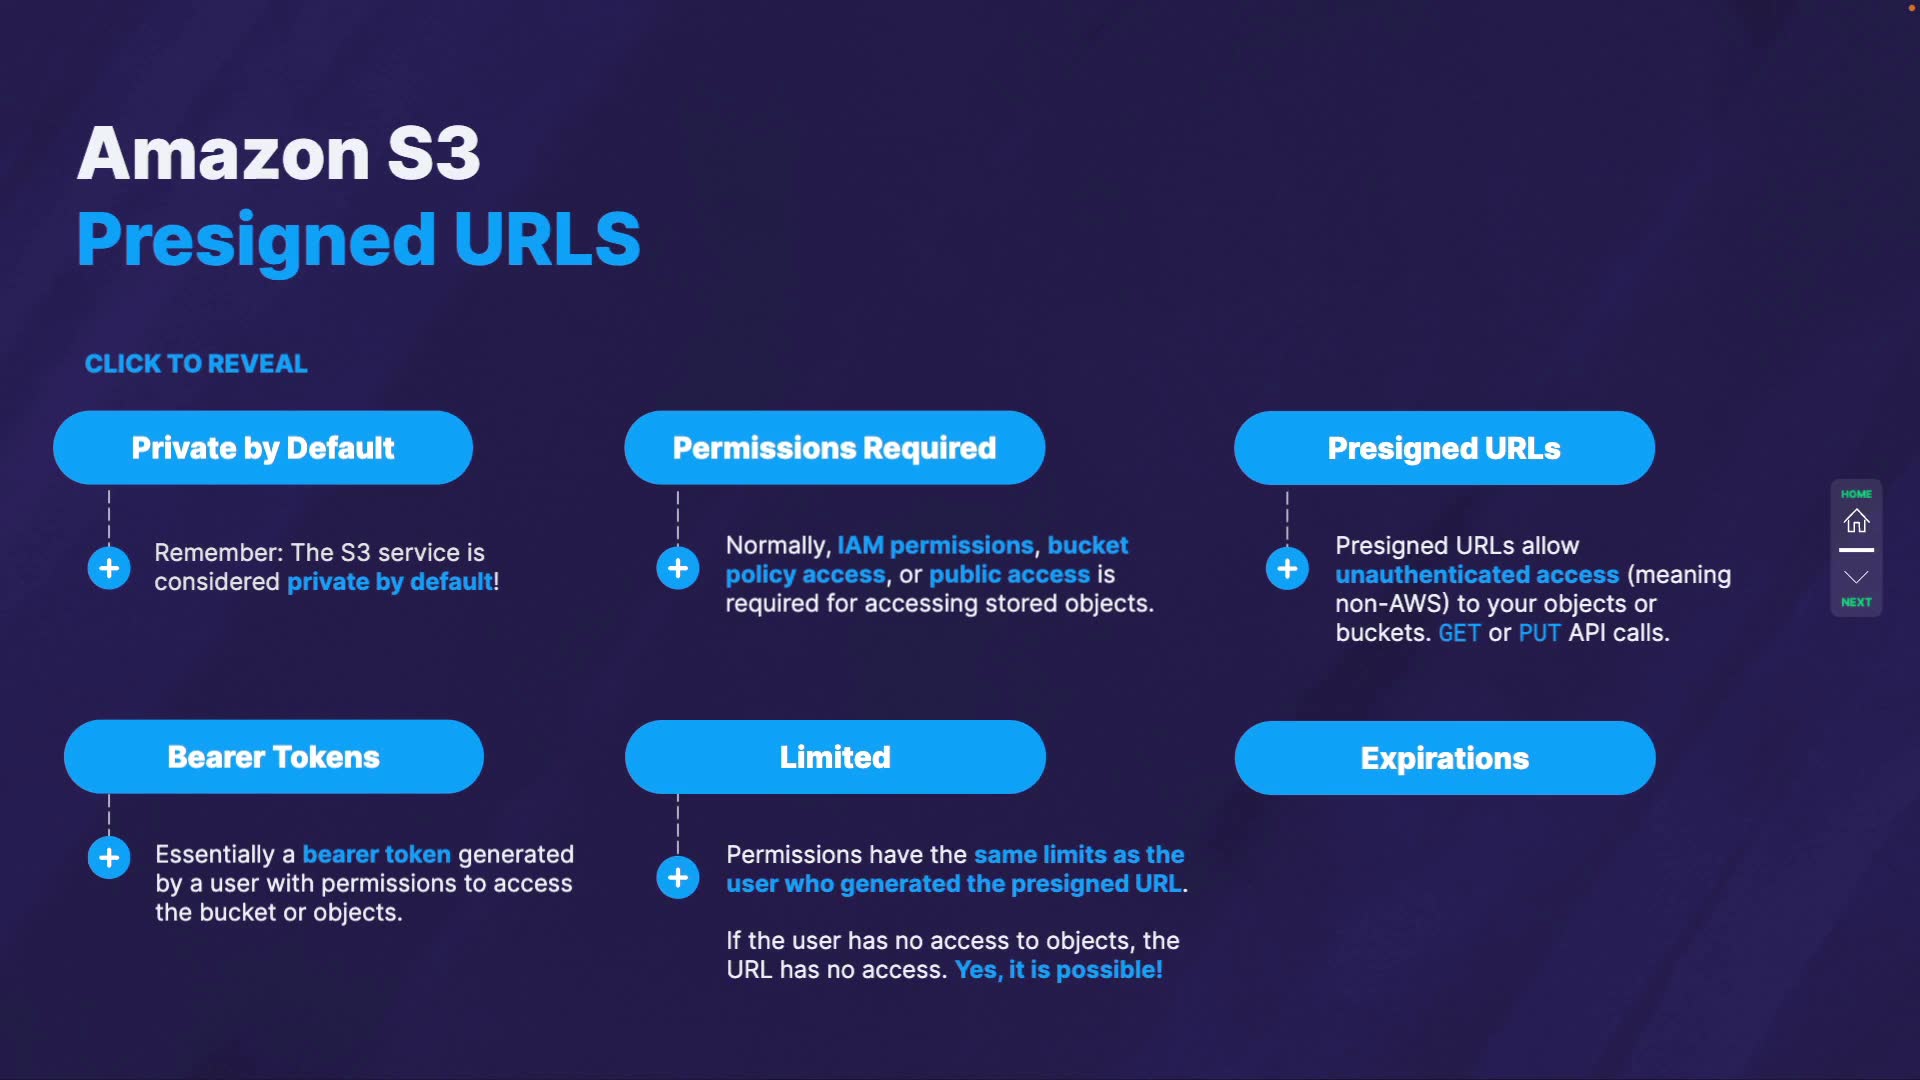 Amazon S3
Presigned URLS
CLICK TO REVEAL
Private by Default
Remember: The S3 service is
considered private by default!
Permissions Required
Normally, IAM permissions, bucket
policy access, or public access is
required for accessing stored objects.
Presigned URLs
Presigned URLs allow
unauthenticated access (meaning
non-AWS) to your objects or
buckets. GET or PUT API calls.
HOME
NEXT
Bearer Tokens
Essentially a bearer token generated
by a user with permissions to access
the bucket or objects.
Limited
Permissions have the same limits as the
user who generated the presigned URL.
If the user has no access to objects, the
URL has no access. Yes, it is possible!
Expirations